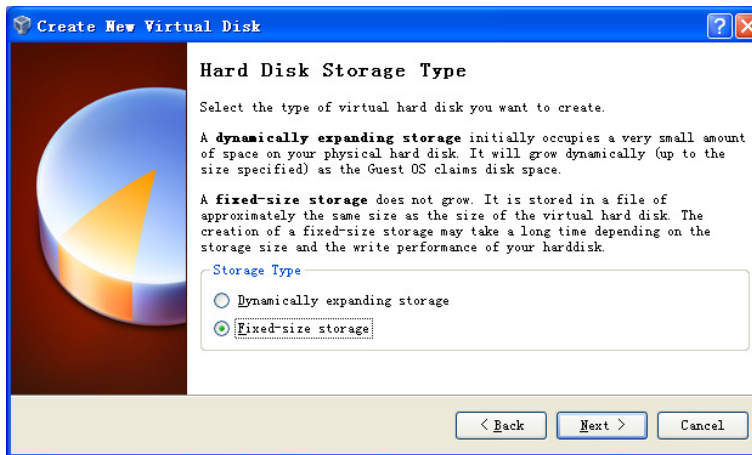 Create New Virtual Disk
Hard Disk Storage Type
Select the type of virtual hard disk you want to create.
A dynamically expanding storage initially occupies a very small amount
of space on your physical hard disk. It will grow dynamically (up to the
size specified) as the Guest OS claims disk space.
A fixed-size storage does not grow. It is stored in a file of
approximately the same size as the size of the virtual hard disk. The
creation of a fixed-size storage may take a long time depending on the
storage size and the write performance of your harddisk.
Storage Type
Dynamically expanding storage
Fixed-size storage
< Back Next > Cancel